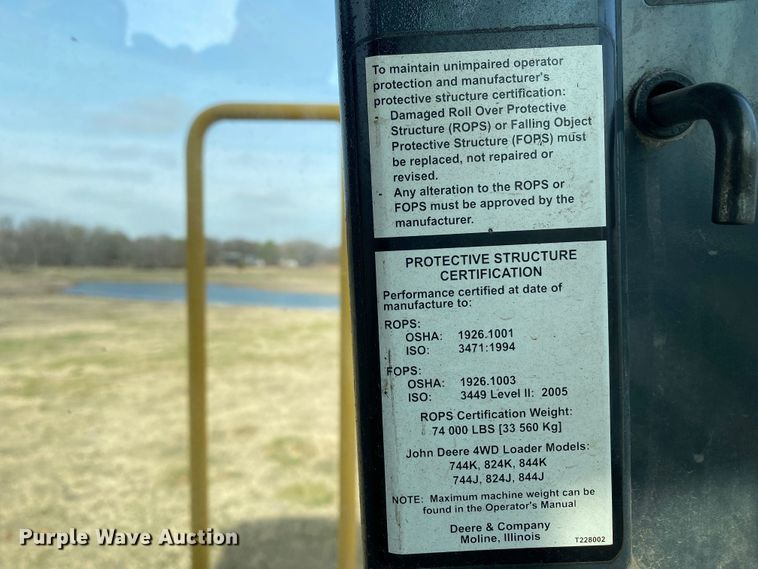 To maintain unimpaired operator
protection and manufacturer's
protective structure certification:
- Damaged Roll Over Protective
Structure (ROPS) or Falling Object
Protective Structure (FOPS) must
be replaced, not repaired or
revised.
- Any alteration to the ROPS or
FOPS must be approved by the
manufacturer.
PROTECTIVE STRUCTURE
CERTIFICATION
Performance certified at date of
manufacture to:
ROPS:
OSHA: 1926.1001
ISO: 3471:1994
FOPS:
OSHA: 1926.1003
ISO: 3449 Level II: 2005
ROPS Certification Weight:
74 000 LBS [33 560 Kg]
John Deere 4WD Loader Models:
744K, 824K, 844K
744J, 824J, 844J
NOTE: Maximum machine weight can be
found in the Operator's Manual
Deere & Company
Moline, Illinois
T228002
Purple Wave Auction